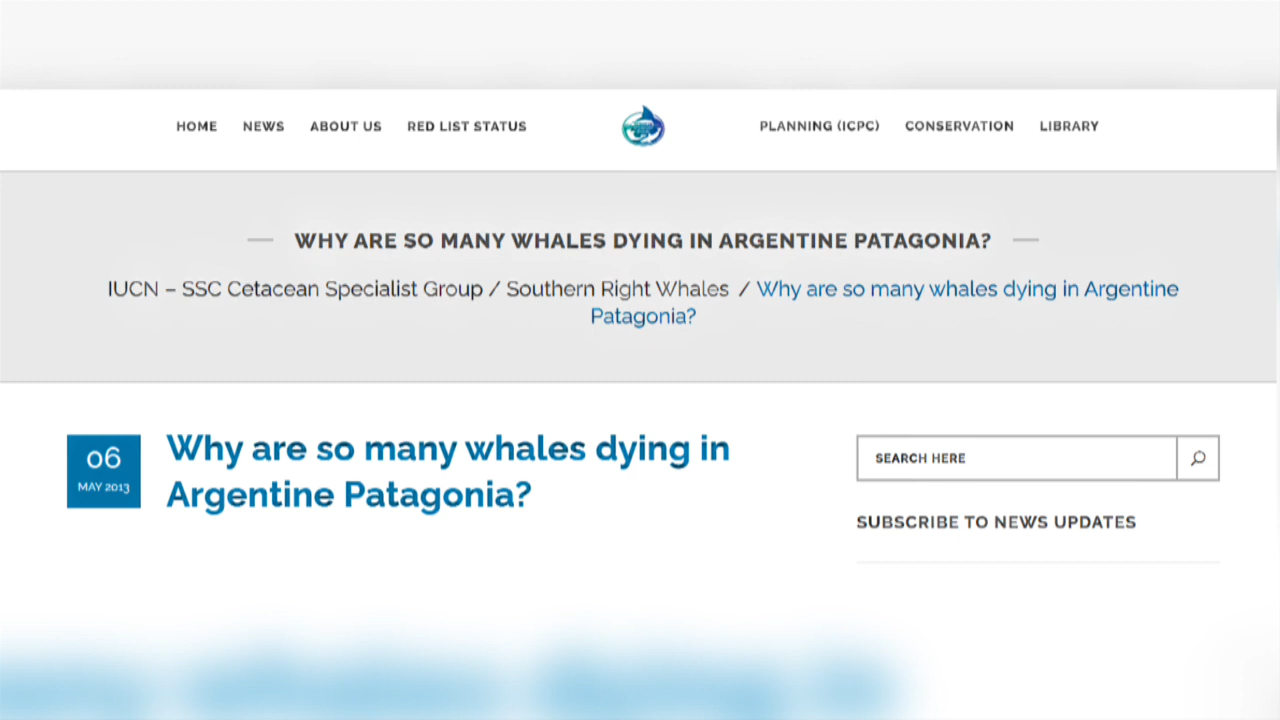 HOME NEWS ABOUT US RED LIST STATUS PLANNING (ICPC) CONSERVATION LIBRARY
WHY ARE SO MANY WHALES DYING IN ARGENTINE PATAGONIA?
IUCN – SSC Cetacean Specialist Group / Southern Right Whales / Why are so many whales dying in Argentine
Patagonia?
06
MAY 2013
Why are so many whales dying in
Argentine Patagonia?
SEARCH HERE
SUBSCRIBE TO NEWS UPDATES